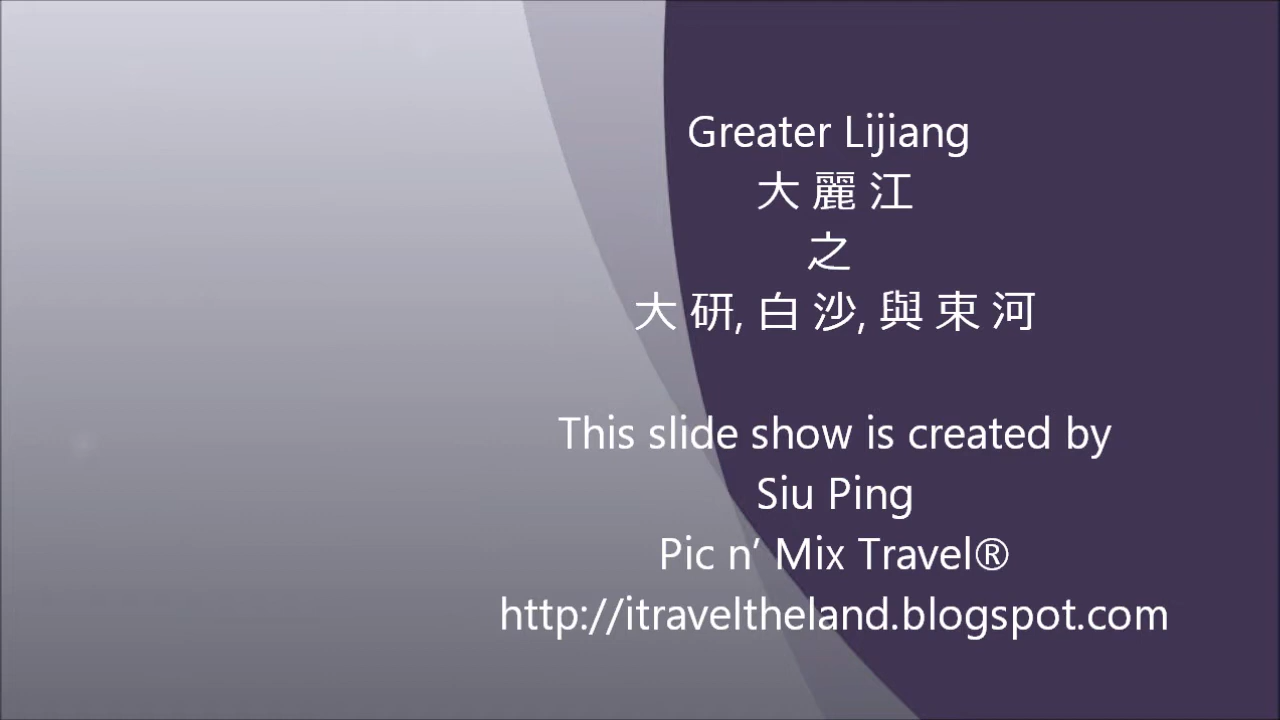 Greater Lijiang
大 麗 江
之
大 研, 白 沙, 與 束 河
This slide show is created by
Siu Ping
Pic n’ Mix Travel®
http://itraveltheland.blogspot.com